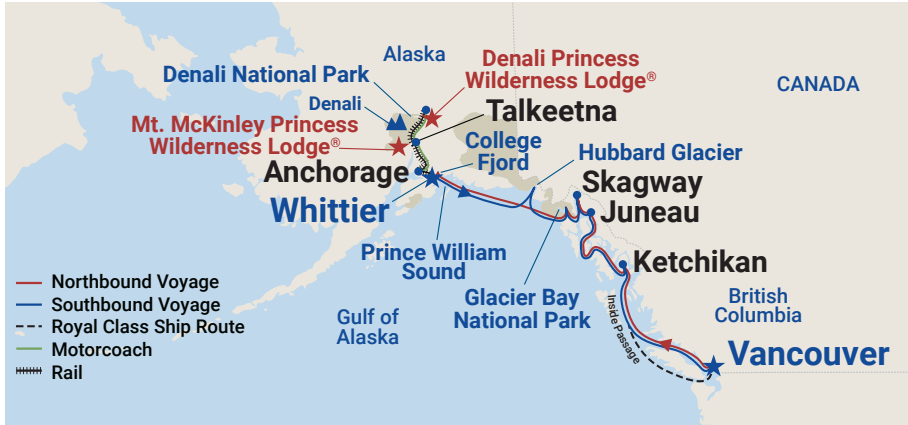 Alaska
Denali Princess
Wilderness Lodge®
Denali National Park
CANADA
Denali
Talkeetna
Mt. McKinley Princess
Wilderness Lodge®
College
Fjord
Hubbard Glacier
Anchorage
Skagway
Whittier
Juneau
Prince William
Sound
Ketchikan
Glacier Bay
National Park
Northbound Voyage
Southbound Voyage
Royal Class Ship Route
Motorcoach
Rail
Gulf of
Alaska
Inside Passage
British
Columbia
Vancouver